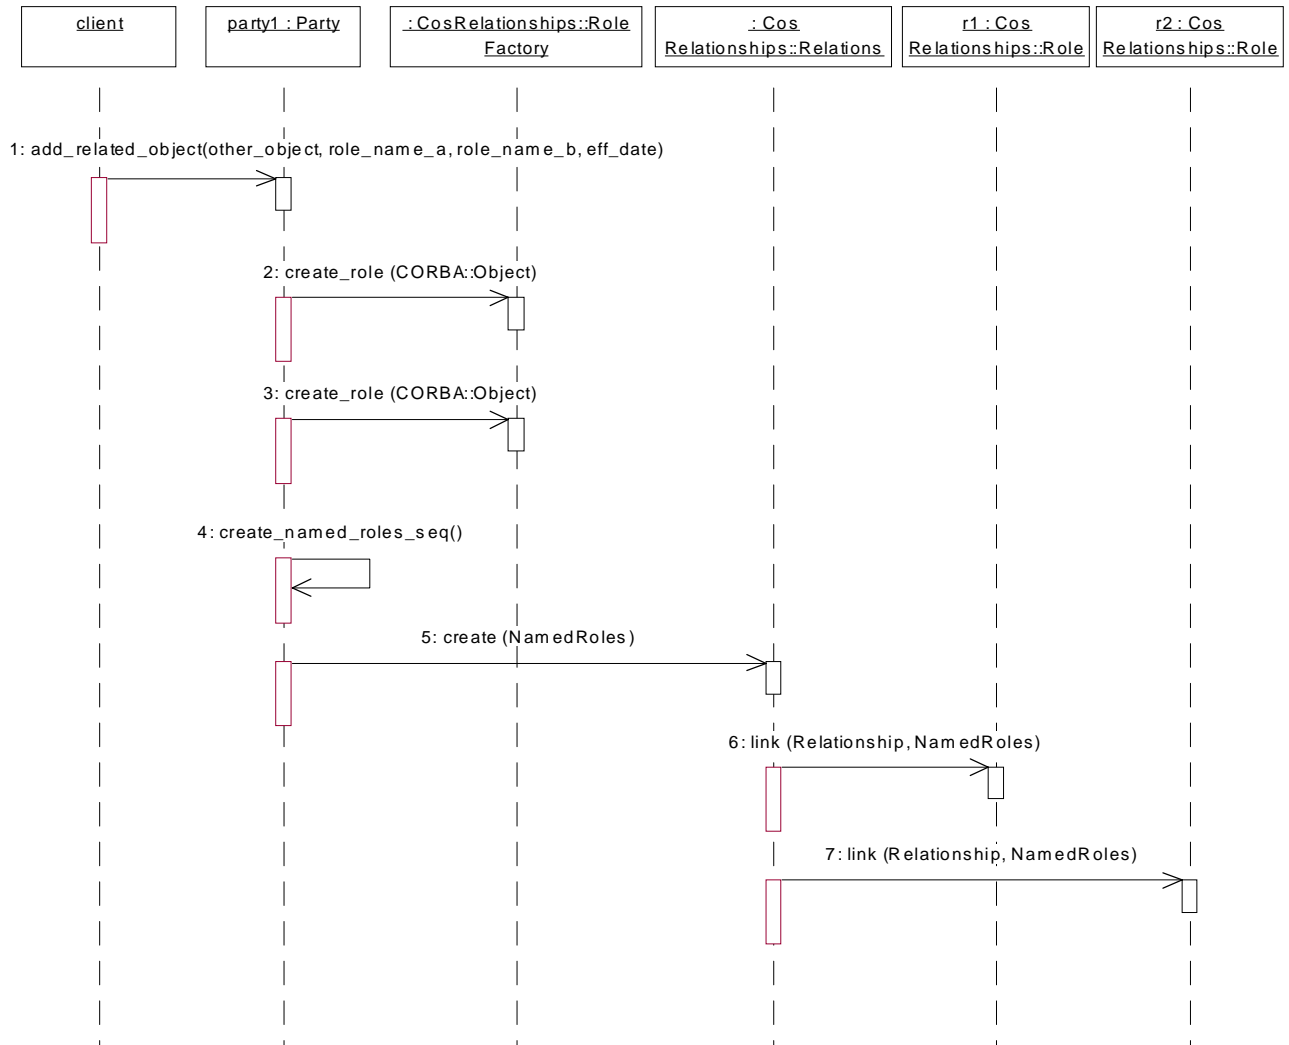 client
party1 : Party
: CosRelationships::Role
Factory
: Cos
Relationships::Relations
r1 : Cos
Relationships::Role
r2 : Cos
Relationships::Role
1: add_related_object(other_object, role_name_a, role_name_b, eff_date)
2: create_role (CORBA::Object)
3: create_role (CORBA::Object)
4: create_named_roles_seq()
5: create (NamedRoles)
6: link (Relationship, NamedRoles)
7: link (Relationship, NamedRoles)